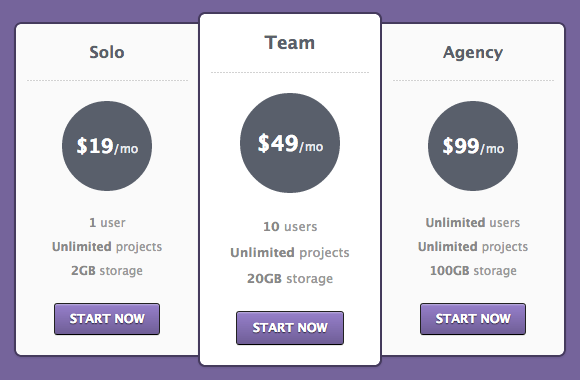 Solo
$19/mo
1 user
Unlimited projects
2GB storage
START NOW
Team
$49/mo
10 users
Unlimited projects
20GB storage
START NOW
Agency
$99/mo
Unlimited users
Unlimited projects
100GB storage
START NOW